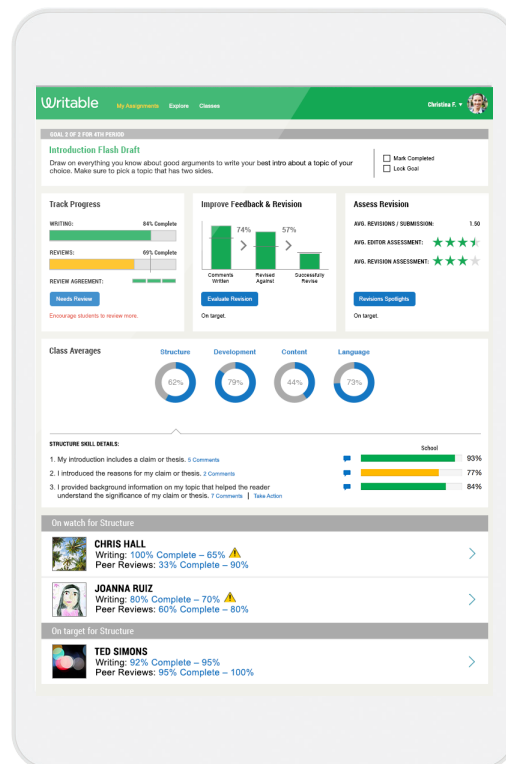 Writable
My Assignments Explore Classes
Christina F.
GOAL 2 OF 3 FOR 4TH PERIOD
Introduction Flash Draft
Draw on everything you know about good arguments to write your best intro about a topic of your
choice. Make sure to pick a topic that has two sides.
Mark Completed
Lock Goal
Track Progress
WRITING: 84% Complete
REVIEWS: 69% Complete
REVIEW AGREEMENT:
Needs Review
Encourage students to review more.
Improve Feedback & Revision
74% 57%
Comments Written
Revised Against
Successfully Revise
Evaluate Revision
On target.
Assess Revision
AVG. REVISIONS / SUBMISSION: 1.50
AVG. EDITOR ASSESSMENT:
AVG. REVISION ASSESSMENT:
Revisions Spotlights
On target.
Class Averages
Structure Development Content Language
62% 79% 44% 73%
STRUCTURE SKILL DETAILS:
School
1. My introduction includes a claim or thesis. 5 Comments
93%
2. I introduced the reasons for my claim or thesis. 2 Comments
77%
3. I provided background information on my topic that helped the reader
understand the significance of my claim or thesis. 7 Comments | Take Action
84%
On watch for Structure
CHRIS HALL
Writing: 100% Complete – 65%
Peer Reviews: 33% Complete – 90%
JOANNA RUIZ
Writing: 80% Complete – 70%
Peer Reviews: 60% Complete – 80%
On target for Structure
TED SIMONS
Writing: 92% Complete – 95%
Peer Reviews: 95% Complete – 100%